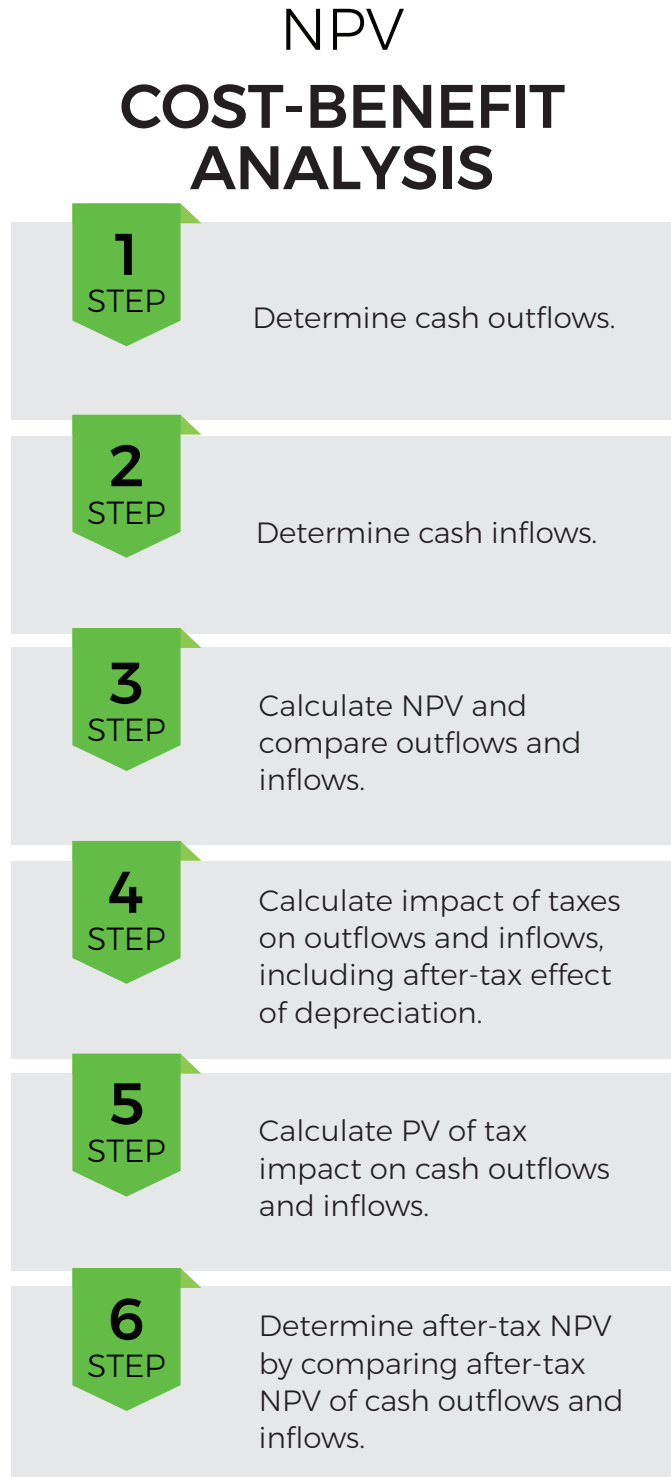 NPV
COST-BENEFIT
ANALYSIS
1
STEP
Determine cash outflows.
2
STEP
Determine cash inflows.
3
STEP
Calculate NPV and
compare outflows and
inflows.
4
STEP
Calculate impact of taxes
on outflows and inflows,
including after-tax effect
of depreciation.
5
STEP
Calculate PV of tax
impact on cash outflows
and inflows.
6
STEP
Determine after-tax NPV
by comparing after-tax
NPV of cash outflows and
inflows.